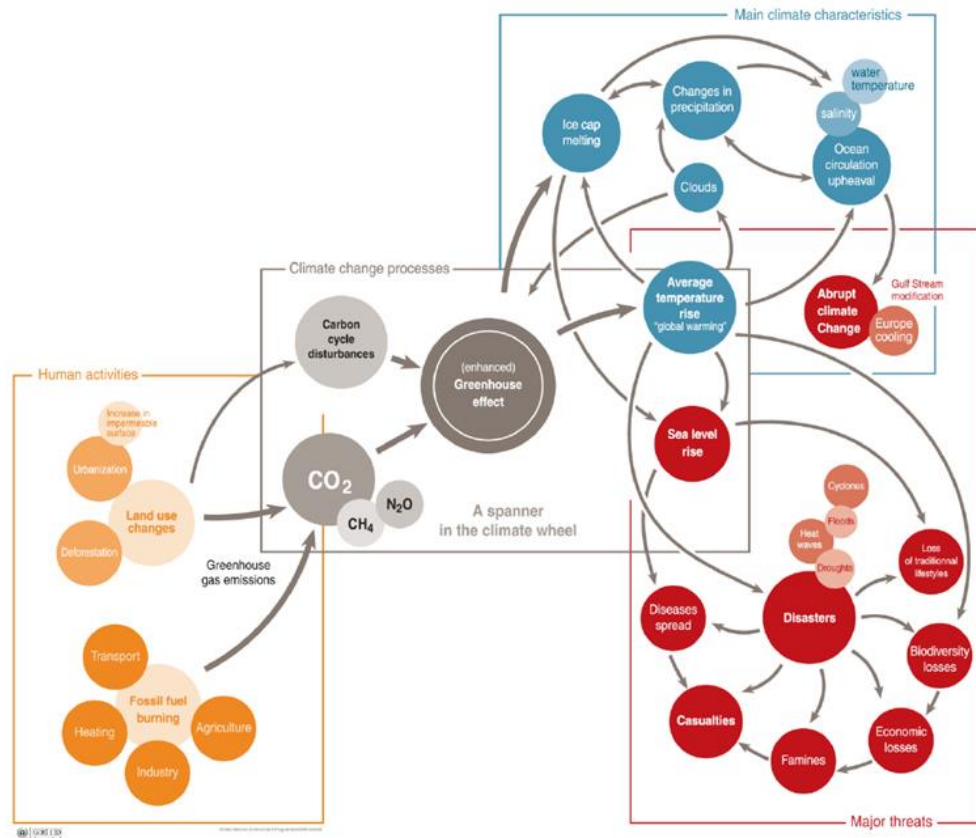 Main climate characteristics
water
temperature
salinity
Changes in
precipitation
Ice cap
melting
Ocean
circulation
upheaval
Clouds
Climate change processes
Average
temperature
rise
"global warming"
Gulf Stream
modification
Abrupt
climate
Change
Europe
cooling
Carbon
cycle
disturbances
(enhanced)
Greenhouse
effect
Human activities
Increase in
impermeable
surface
Urbanization
Land use
changes
Deforestation
Sea level
rise
CO2
N2O
CH4
A spanner
in the climate wheel
Greenhouse
gas emissions
Cyclones
Floods
Heat
waves
Droughts
Loss
of traditionnal
lifestyles
Diseases
spread
Disasters
Biodiversity
losses
Transport
Fossil fuel
burning
Heating
Agriculture
Industry
Casualties
Famines
Economic
losses
Major threats